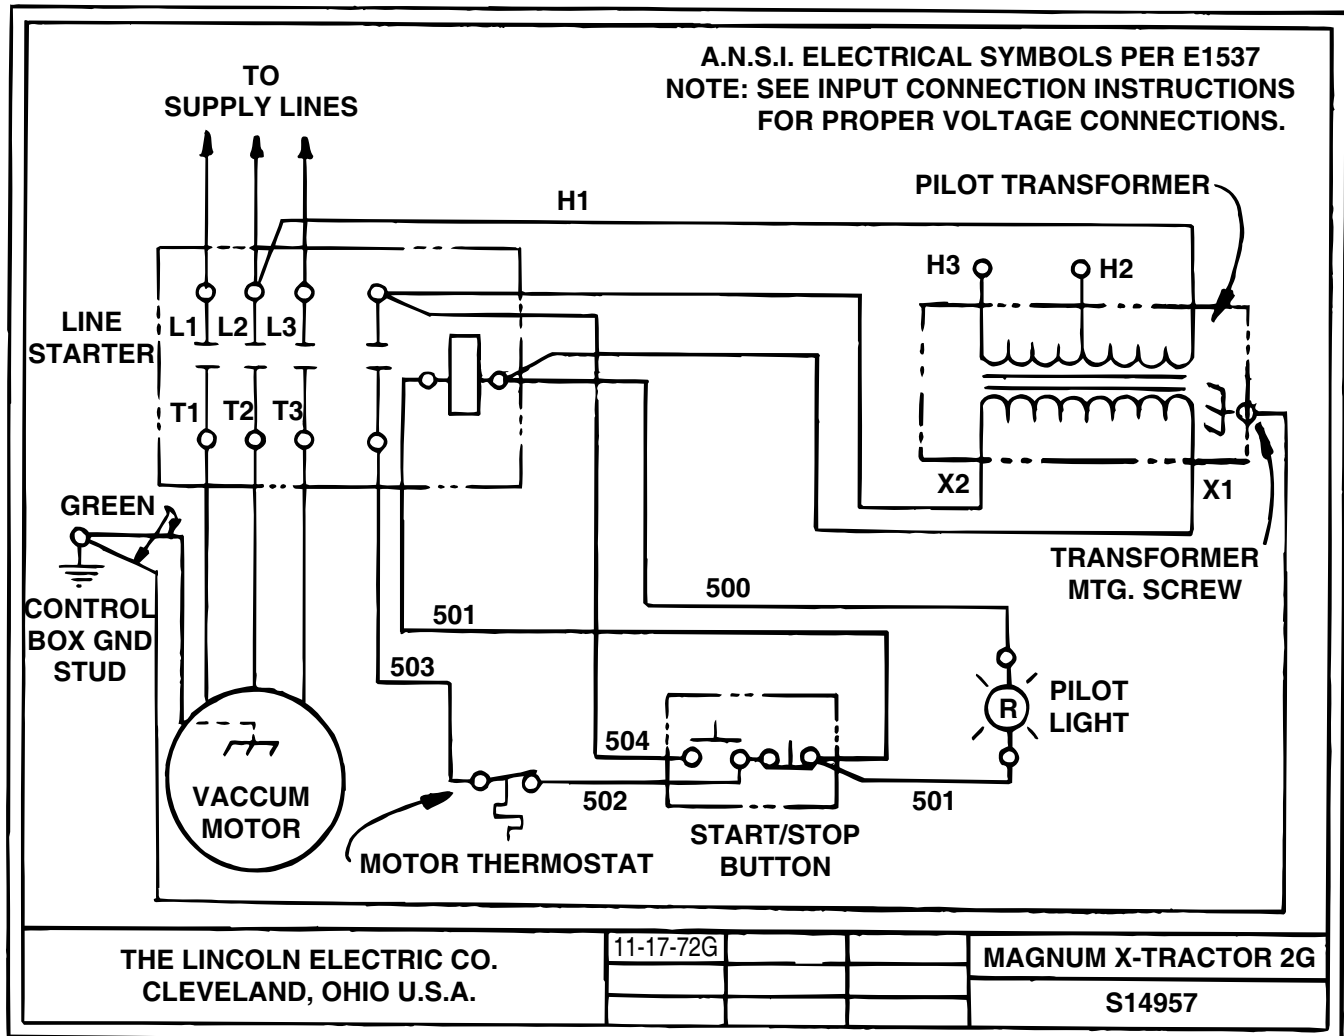 A.N.S.I. ELECTRICAL SYMBOLS PER E1537
NOTE: SEE INPUT CONNECTION INSTRUCTIONS
FOR PROPER VOLTAGE CONNECTIONS.
TO
SUPPLY LINES
PILOT TRANSFORMER
H1
H3
H2
LINE
STARTER
L1
L2
L3
T1
T2
T3
X2
X1
GREEN
TRANSFORMER
MTG. SCREW
CONTROL
BOX GND
STUD
500
501
503
PILOT
LIGHT
R
504
502
501
VACCUM
MOTOR
START/STOP
BUTTON
MOTOR THERMOSTAT
THE LINCOLN ELECTRIC CO.
CLEVELAND, OHIO U.S.A.
11-17-72G
MAGNUM X-TRACTOR 2G
S14957